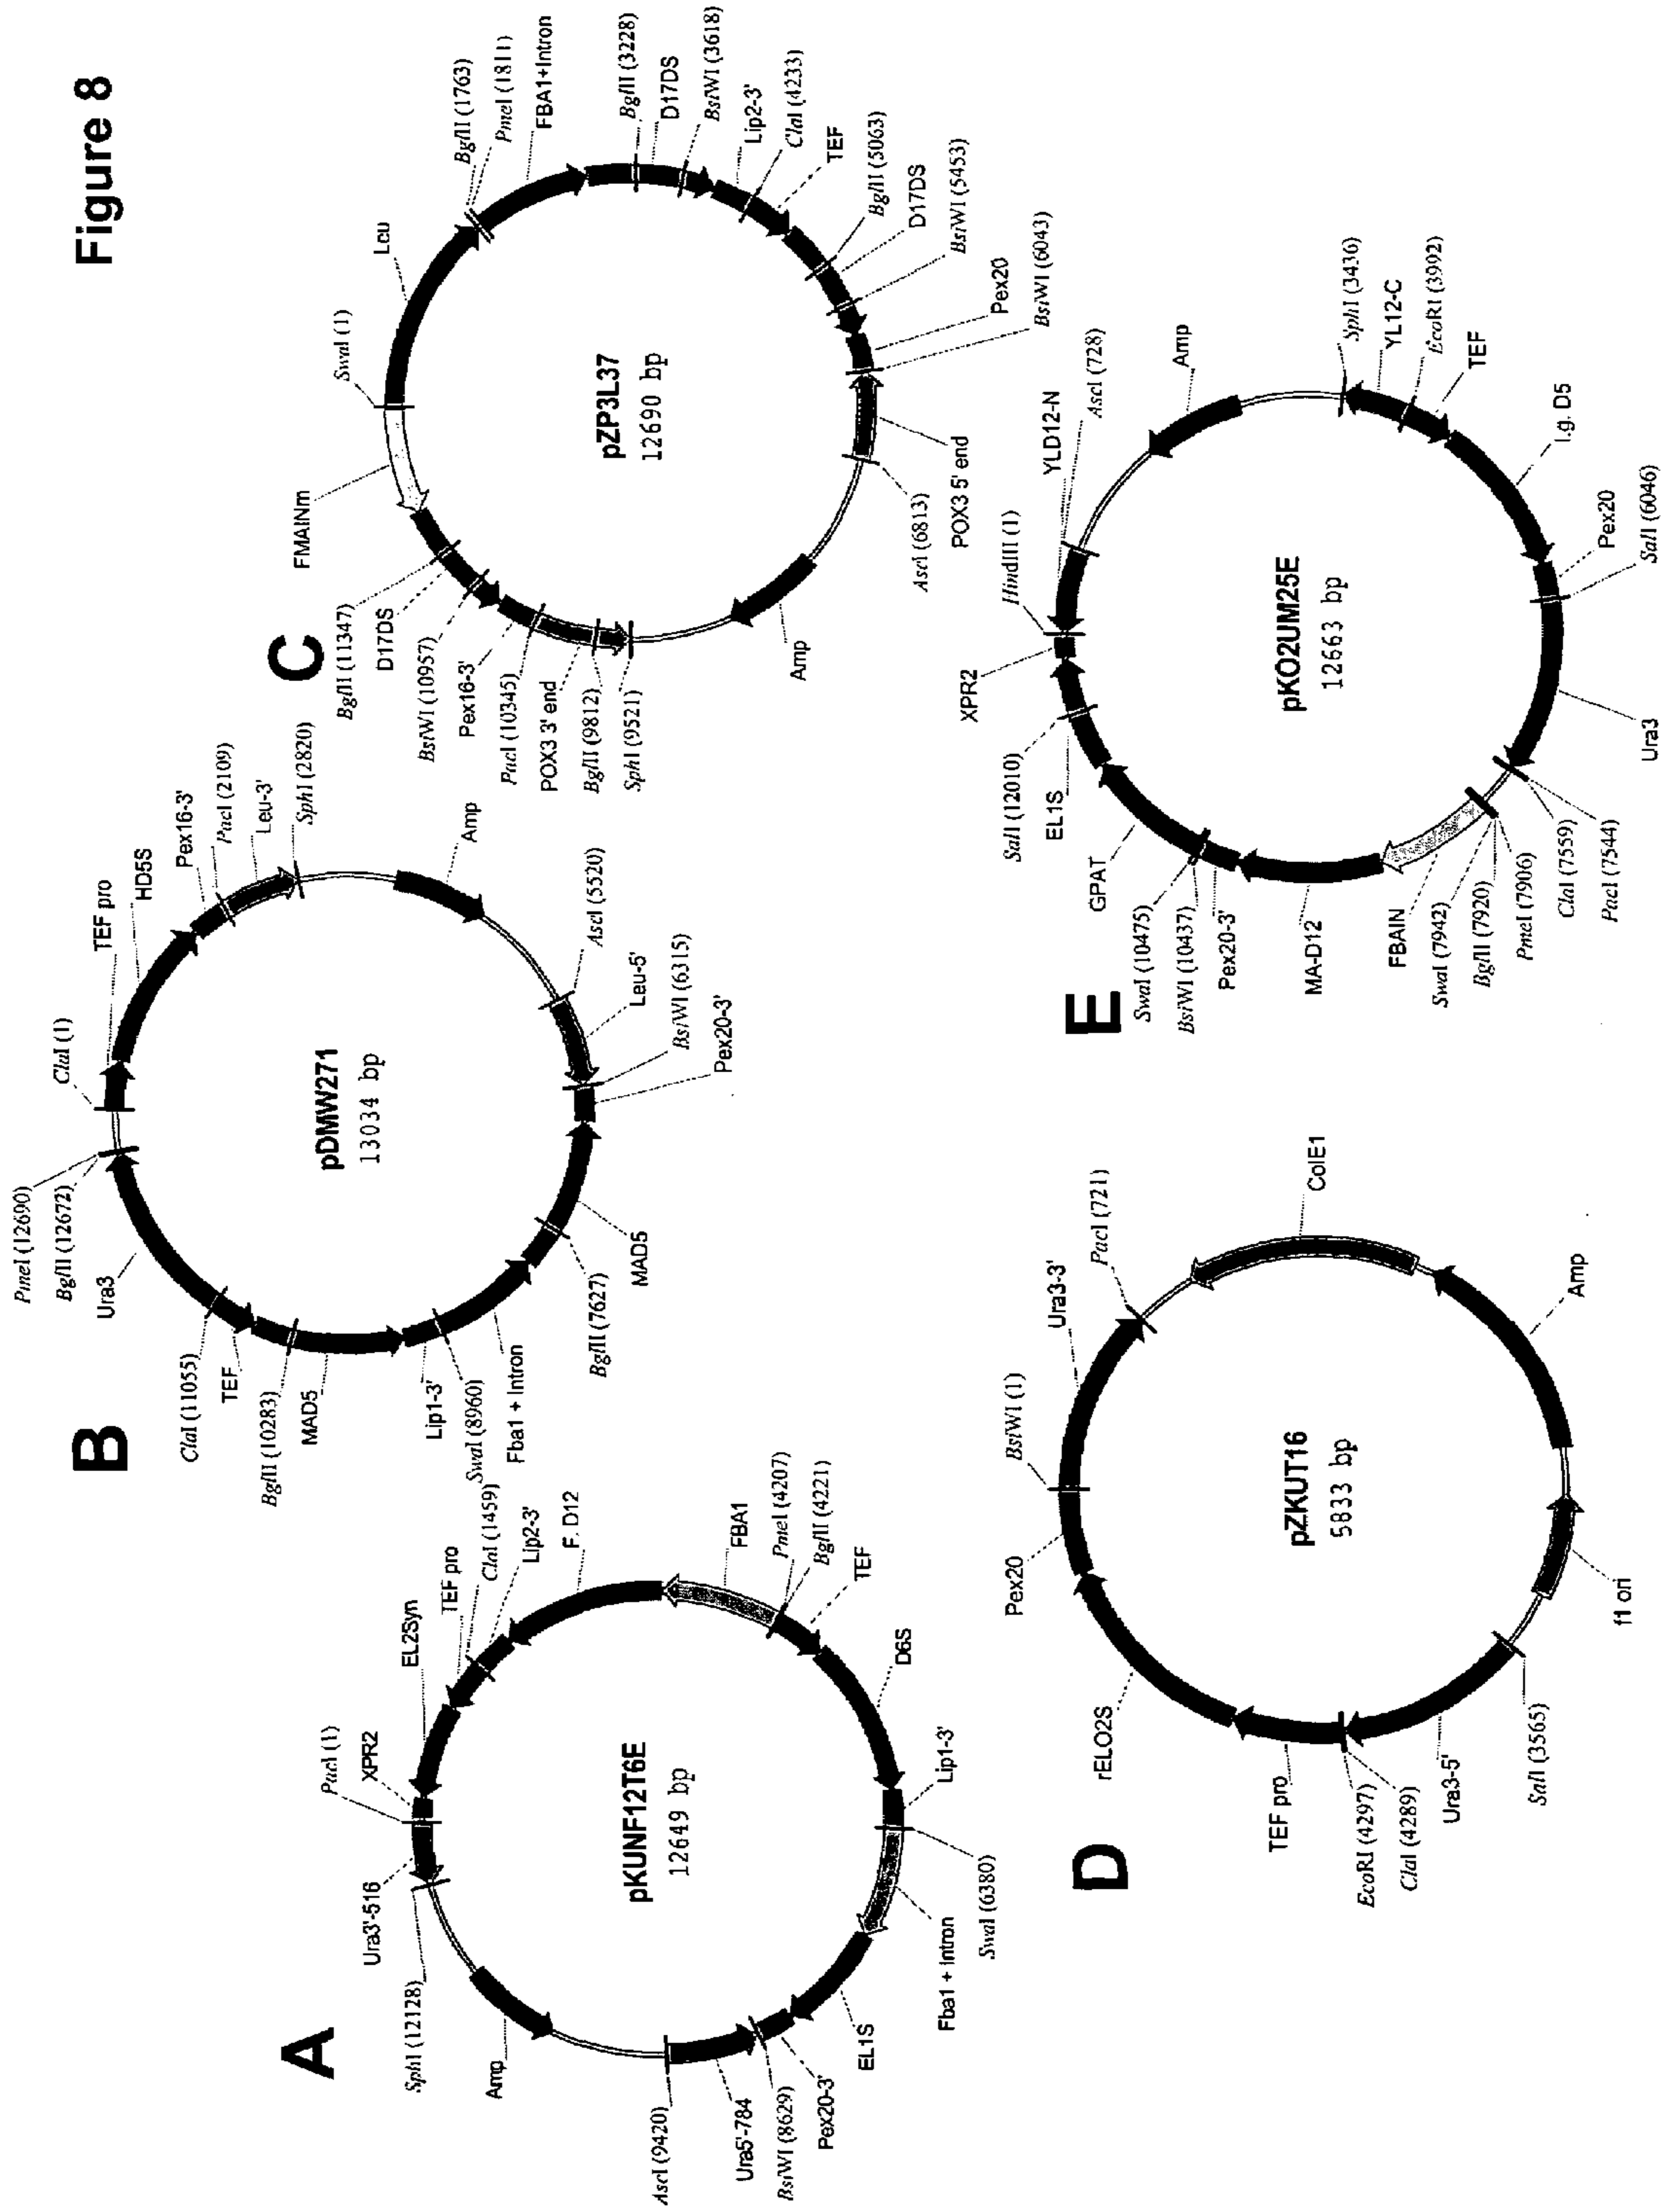 Figure 8
A
PacI (1)
XPR2
EL2Syn
TEF pro
ClaI (1459)
Lip2-3'
F. D12
FBA1
PmeI (4207)
BglII (4221)
TEF
D6S
Lip1-3'
SwaI (6380)
Fba1 + Intron
EL1S
Pex20-3'
BsiWI (8629)
Ura5'-784
AscI (9420)
Amp
SphI (12128)
Ura3'-516
pKUNF12T6E
12649 bp
B
ClaI (1)
TEF pro
HD5S
Pex16-3'
PacI (2109)
Leu-3'
SphI (2820)
Amp
AscI (5520)
Leu-5'
BsiWI (6315)
Pex20-3'
MAD5
BglII (7627)
Fba1 + Intron
SwaI (8960)
Lip1-3'
MAD5
BglII (10283)
TEF
ClaI (11055)
Ura3
BglII (12672)
PmeI (12690)
pDMW271
13034 bp
C
SwaI (1)
Leu
BglII (1763)
PmeI (1811)
FBA1+Intron
BglII (3228)
D17DS
BsiWI (3618)
Lip2-3'
ClaI (4233)
TEF
BglII (5063)
D17DS
BsiWI (5453)
Pex20
BsiWI (6043)
POX3 5' end
AscI (6813)
Amp
SphI (9521)
BglII (9812)
POX3 3' end
PacI (10345)
Pex16-3'
BsiWI (10957)
D17DS
BglII (11347)
FMAINm
pZP3L37
12690 bp
D
BsiWI (1)
Ura3-3'
PacI (721)
ColE1
Amp
f1 ori
SalI (3565)
Ura3-5'
ClaI (4289)
EcoRI (4297)
TEF pro
rELO2S
Pex20
pZKUT16
5833 bp
E
HindIII (1)
YLD12-N
AscI (728)
Amp
SphI (3436)
YL12-C
EcoRI (3992)
TEF
I.g. D5
Pex20
SalI (6046)
Ura3
PacI (7544)
ClaI (7559)
PmeI (7906)
BglII (7920)
SwaI (7942)
FBAIN
MA-D12
Pex20-3'
BsiWI (10437)
SwaI (10475)
GPAT
EL1S
SalI (12010)
XPR2
pKO2UM25E
12663 bp